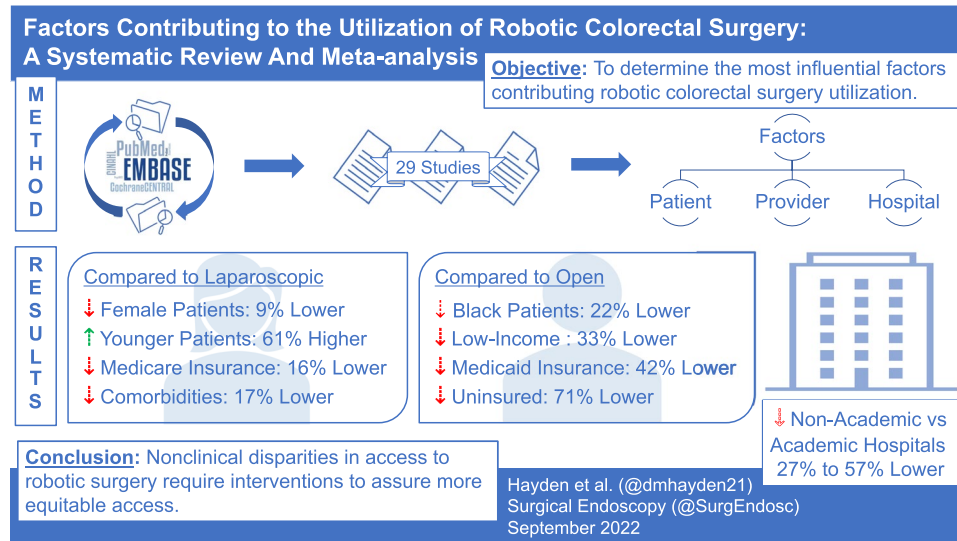 Factors Contributing to the Utilization of Robotic Colorectal Surgery:
A Systematic Review And Meta-analysis
Objective: To determine the most influential factors
contributing robotic colorectal surgery utilization.
METHOD
CINAHL
PubMed
EMBASE
CochraneCENTRAL
29 Studies
Factors
Patient
Provider
Hospital
RESULTS
Compared to Laparoscopic
⇣ Female Patients: 9% Lower
⇡ Younger Patients: 61% Higher
⇣ Medicare Insurance: 16% Lower
⇣ Comorbidities: 17% Lower
Compared to Open
⇣ Black Patients: 22% Lower
⇣ Low-Income : 33% Lower
⇣ Medicaid Insurance: 42% Lower
⇣ Uninsured: 71% Lower
⇣ Non-Academic vs
Academic Hospitals
27% to 57% Lower
Conclusion: Nonclinical disparities in access to
robotic surgery require interventions to assure more
equitable access.
Hayden et al. (@dmhayden21)
Surgical Endoscopy (@SurgEndosc)
September 2022